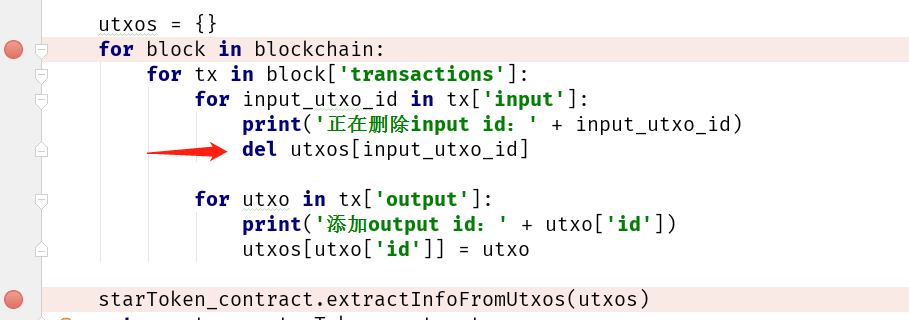 utxos = {}
for block in blockchain:
for tx in block['transactions']:
for input_utxo_id in tx['input']:
print('正在删除input id：' + input_utxo_id)
del utxos[input_utxo_id]
for utxo in tx['output']:
print('添加output id：' + utxo['id'])
utxos[utxo['id']] = utxo
starToken_contract.extractInfoFromUtxos(utxos)